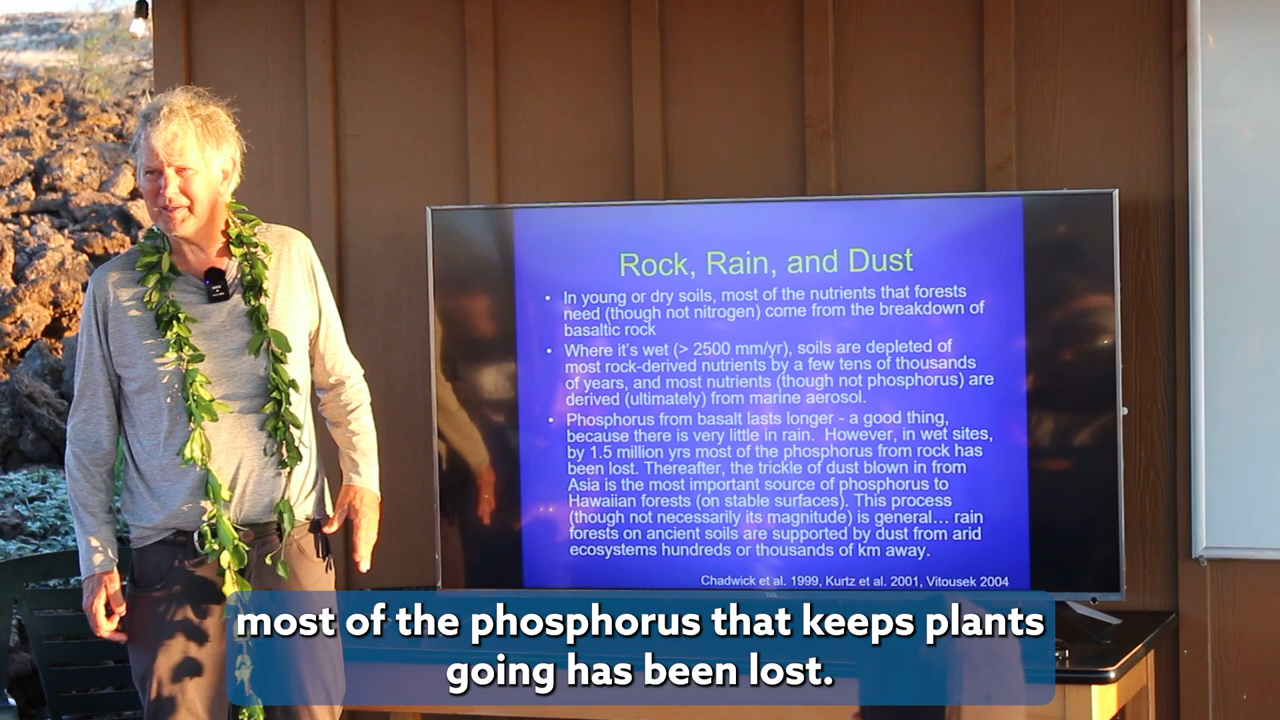 Rock, Rain, and Dust
• In young or dry soils, most of the nutrients that forests
need (though not nitrogen) come from the breakdown of
basaltic rock
• Where it's wet (> 2500 mm/yr), soils are depleted of
most rock-derived nutrients by a few tens of thousands
of years, and most nutrients (though not phosphorus) are
derived (ultimately) from marine aerosol.
• Phosphorus from basalt lasts longer - a good thing,
because there is very little in rain. However, in wet sites,
by 1.5 million yrs most of the phosphorus from rock has
been lost. Thereafter, the trickle of dust blown in from
Asia is the most important source of phosphorus to
Hawaiian forests (on stable surfaces). This process
(though not necessarily its magnitude) is general… rain
forests on ancient soils are supported by dust from arid
ecosystems hundreds or thousands of km away.
Chadwick et al. 1999, Kurtz et al. 2001, Vitousek 2004
TCL
most of the phosphorus that keeps plants
going has been lost.